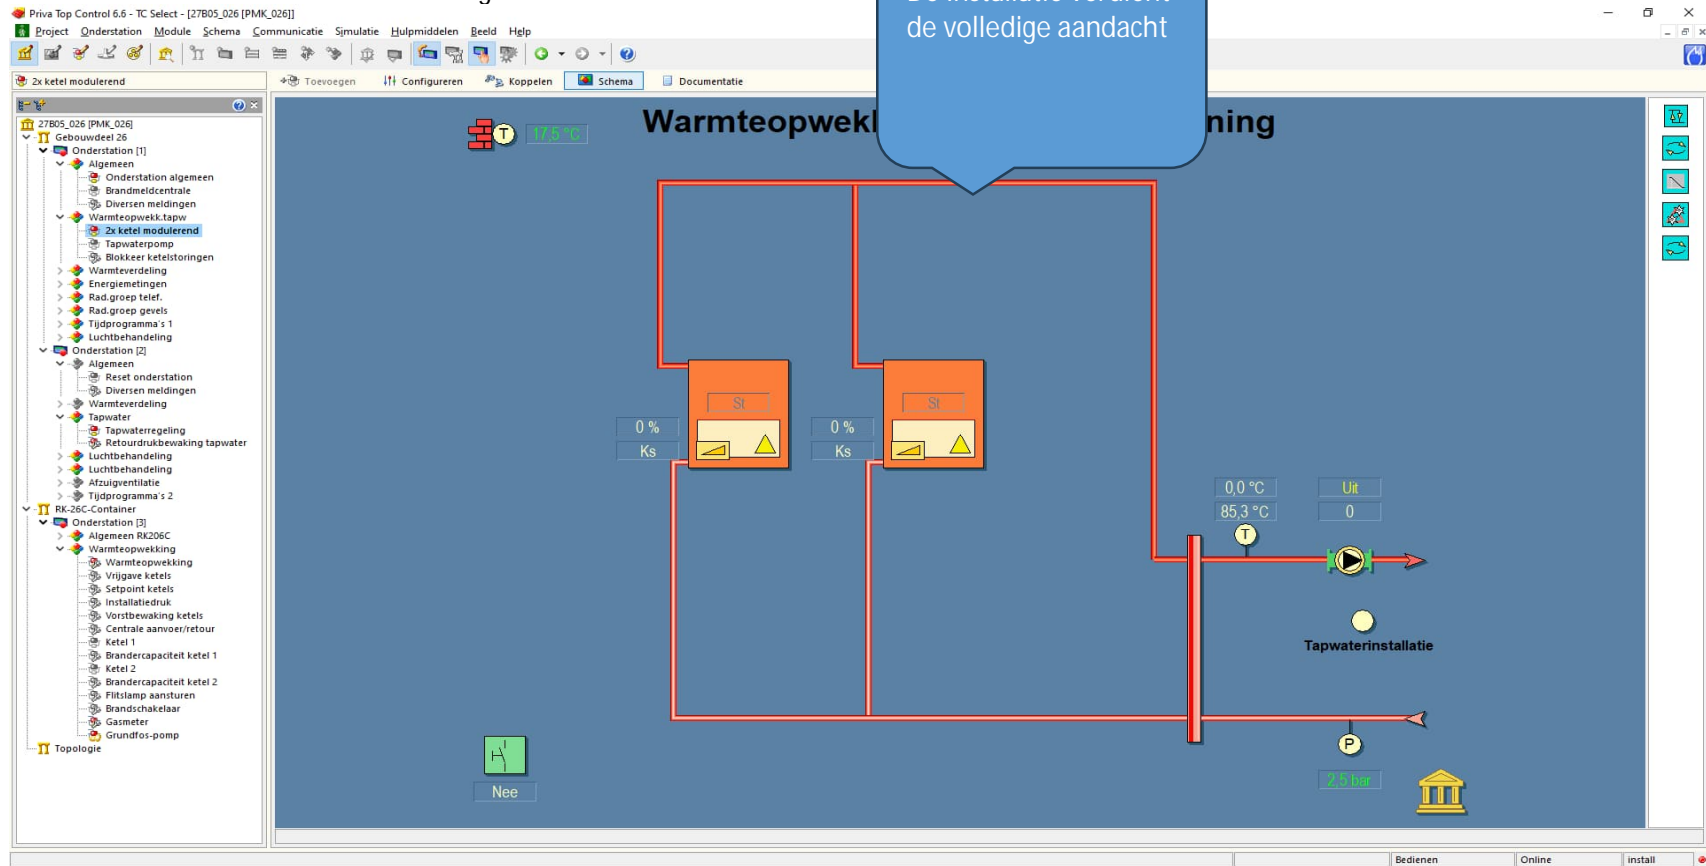 De installatie verdient
de volledige aandacht
Priva Top Control 6.6 - TC Select - [27B05_026 [PMK_026]]
Project Onderstation Module Schema Communicatie Simulatie Hulpmiddelen Beeld Help
2x ketel modulerend
Toevoegen Configureren Koppelen Schema Documentatie
27B05_026 [PMK_026]
Gebouwdeel 26
Onderstation [1]
Algemeen
Onderstation algemeen
Brandmeldcentrale
Diversen meldingen
Warmteopwekk.tapw
2x ketel modulerend
Tapwaterpomp
Blokkeer ketelstoringen
Warmteverdeling
Energiemetingen
Rad.groep telef.
Rad.groep gevels
Tijdprogramma's 1
Luchtbehandeling
Onderstation [2]
Algemeen
Reset onderstation
Diversen meldingen
Warmteverdeling
Tapwater
Tapwaterregeling
Retourdrukbewaking tapwater
Luchtbehandeling
Luchtbehandeling
Afzuigventilatie
Tijdprogramma's 2
RK-26C-Container
Onderstation [3]
Algemeen RK206C
Warmteopwekking
Warmteopwekking
Vrijgave ketels
Setpoint ketels
Installatiedruk
Vorstbewaking ketels
Centrale aanvoer/retour
Ketel 1
Brandercapaciteit ketel 1
Ketel 2
Brandercapaciteit ketel 2
Flitslamp aansturen
Brandschakelaar
Gasmeter
Grundfos-pomp
Topologie
Warmteopwek ning
T 17,5 °C
St St
0 % 0 %
Ks Ks
0,0 °C Uit
85,3 °C 0
T
Tapwaterinstallatie
P
2,5 bar
Nee
Bedienen Online install